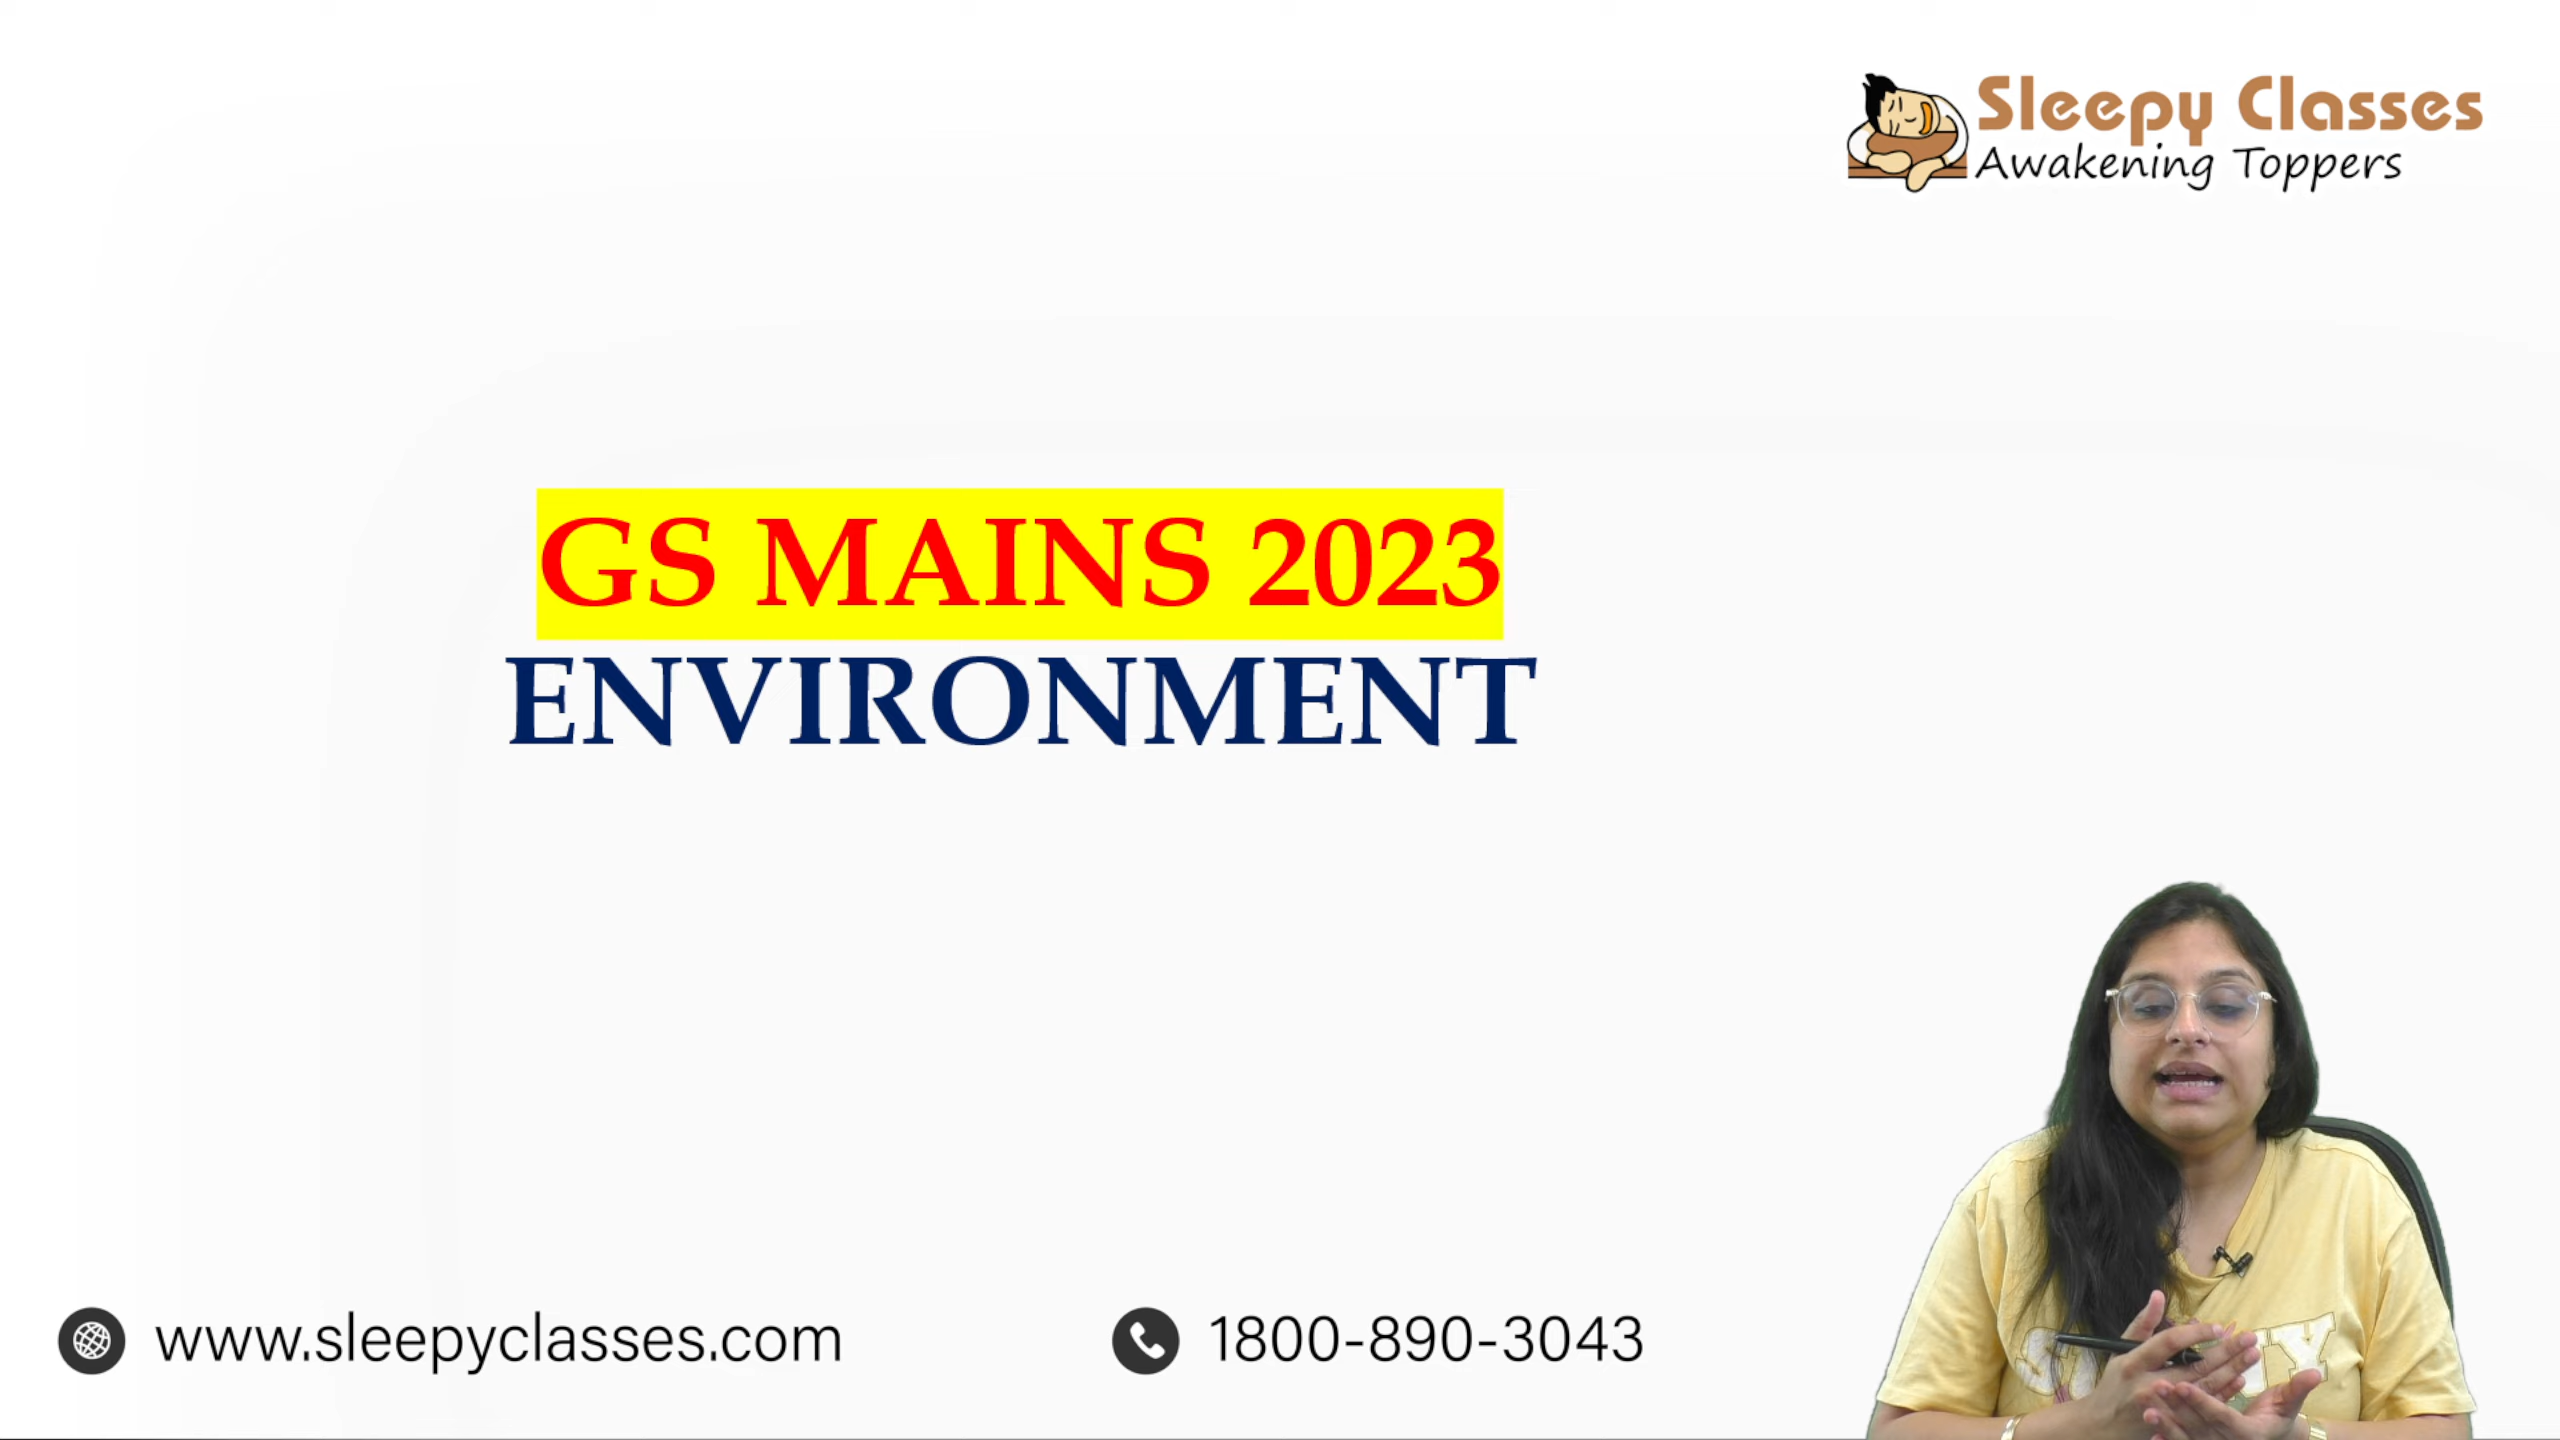 Sleepy Classes
Awakening Toppers
GS MAINS 2023
ENVIRONMENT
www.sleepyclasses.com
1800-890-3043